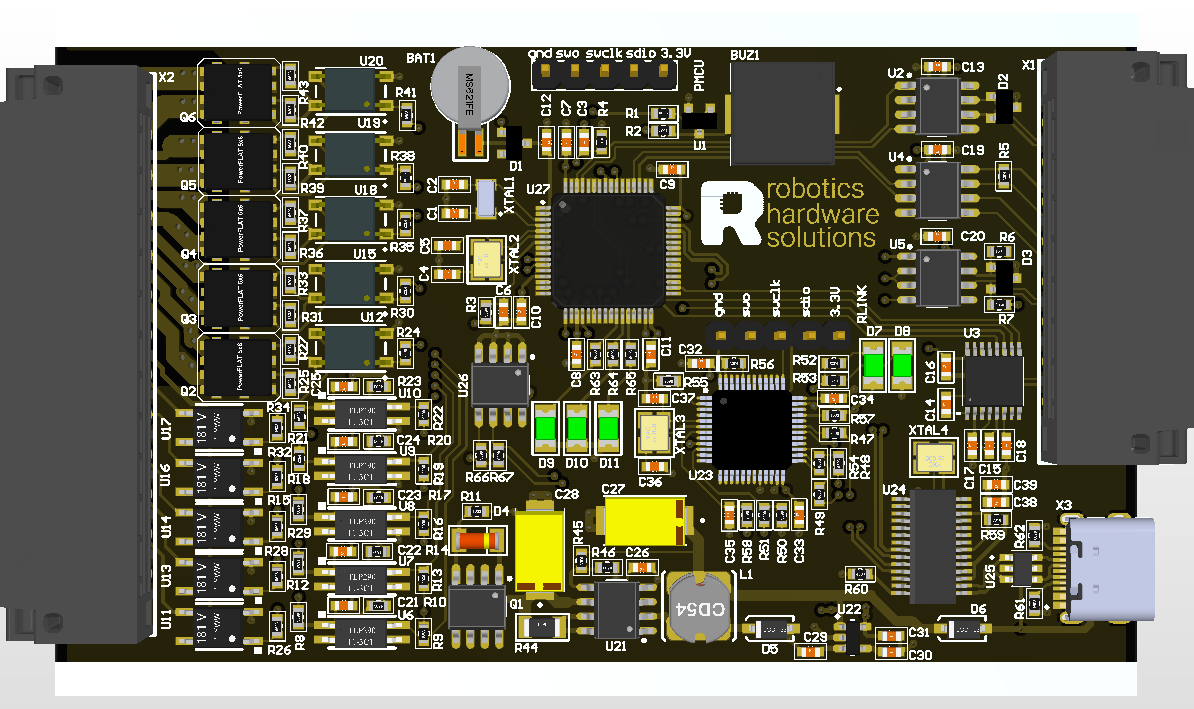 BAT1
gnd swo swclk sdio 3.3V
BUZ1
X1
X2
U20
U2
C13
D2
PMCU
MS621FE
Q6
R43
R42
R41
U19
C12
C7
C3
R4
R1
R2
U1
D1
U4
C19
R5
R40
R38
Q5
R39
U18
C2
C1
XTAL1
U27
C9
robotics
hardware
solutions
R
U5
C20
R6
D3
R7
R37
R35
Q4
R36
U15
C5
C4
XTAL2
R33
Q3
R31
U12
R30
R3
C6
C10
gnd
swo
swclk
sdio
3.3V
RLINK
D7
D8
U3
R27
R24
Q2
R25
C25
R23
U10
U26
C8
R63
R64
R65
C11
C32
R56
R55
C37
R52
R53
C34
R57
R47
C16
C14
PowerFLAT 5x6
U17
181 V
R34
R21
R22
R20
C24
U9
D9
D10
D11
XTAL3
C36
U23
R54
R48
R49
XTAL4
C17
C15
C18
U16
181 V
R32
R18
R19
R17
C23
U8
R66
R67
R15
R29
R16
R14
R11
D4
C28
C27
U24
C39
C38
R59
R62
X3
U14
181 V
R28
C22
U7
R45
R46
C26
C35
R58
R51
R50
C33
U13
181 V
R12
R13
R10
C21
U6
Q1
L1
CD54
R60
U25
R61
U11
181 V
R26
R8
R9
R44
U21
D5
C29
U22
C31
C30
D6